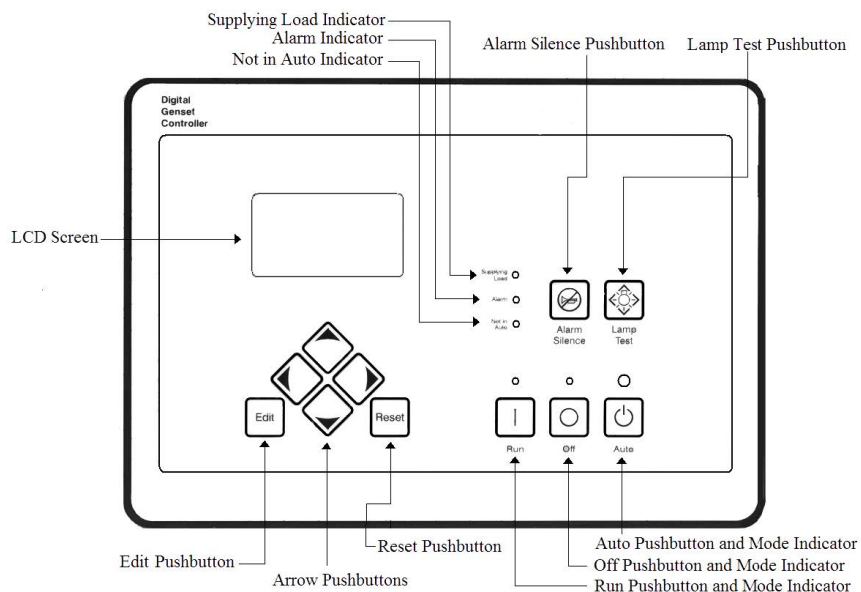 Supplying Load Indicator
Alarm Indicator
Not in Auto Indicator
Alarm Silence Pushbutton
Lamp Test Pushbutton
Digital
Genset
Controller
LCD Screen
Supplying
Load
Alarm
Not in
Auto
Alarm
Silence
Lamp
Test
Edit
Reset
Run
Off
Auto
Edit Pushbutton
Arrow Pushbuttons
Reset Pushbutton
Auto Pushbutton and Mode Indicator
Off Pushbutton and Mode Indicator
Run Pushbutton and Mode Indicator